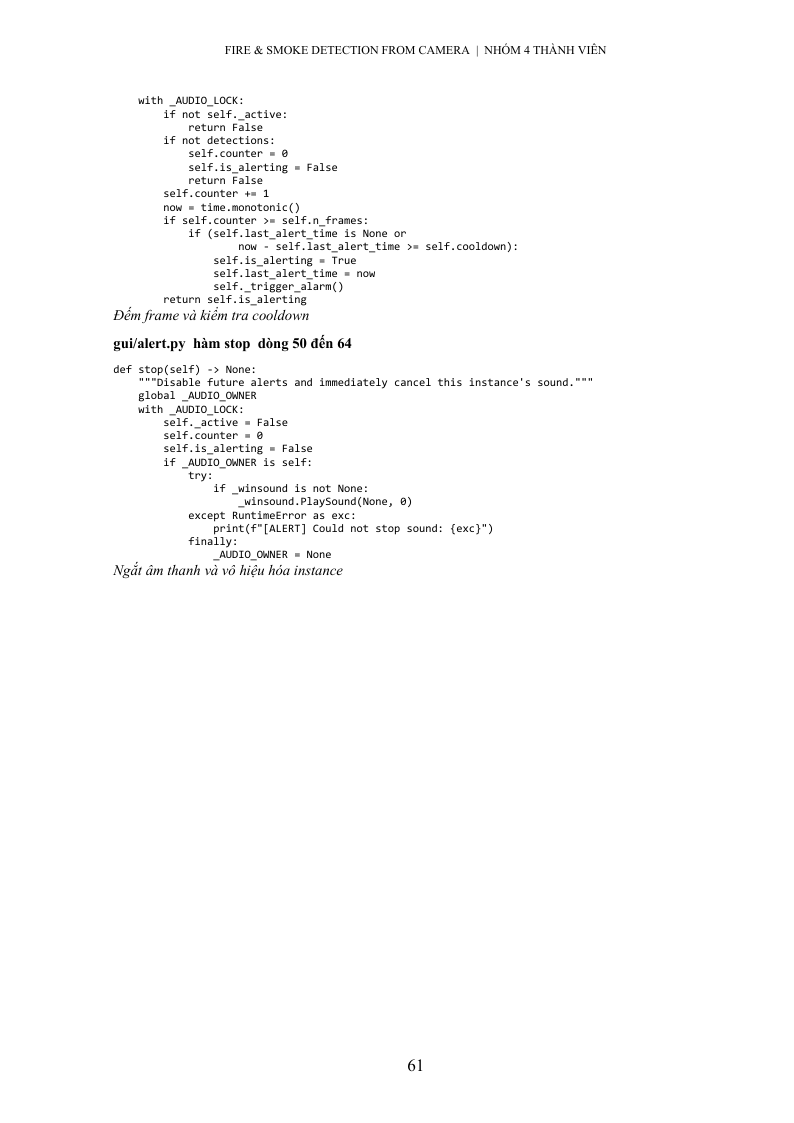 FIRE & SMOKE DETECTION FROM CAMERA | NHÓM 4 THÀNH VIÊN
    with _AUDIO_LOCK:
        if not self._active:
            return False
        if not detections:
            self.counter = 0
            self.is_alerting = False
            return False
        self.counter += 1
        now = time.monotonic()
        if self.counter >= self.n_frames:
            if (self.last_alert_time is None or
                    now - self.last_alert_time >= self.cooldown):
                self.is_alerting = True
                self.last_alert_time = now
                self._trigger_alarm()
        return self.is_alerting
Đếm frame và kiểm tra cooldown
gui/alert.py  hàm stop  dòng 50 đến 64
def stop(self) -> None:
    """Disable future alerts and immediately cancel this instance's sound."""
    global _AUDIO_OWNER
    with _AUDIO_LOCK:
        self._active = False
        self.counter = 0
        self.is_alerting = False
        if _AUDIO_OWNER is self:
            try:
                if _winsound is not None:
                    _winsound.PlaySound(None, 0)
            except RuntimeError as exc:
                print(f"[ALERT] Could not stop sound: {exc}")
            finally:
                _AUDIO_OWNER = None
Ngắt âm thanh và vô hiệu hóa instance
61